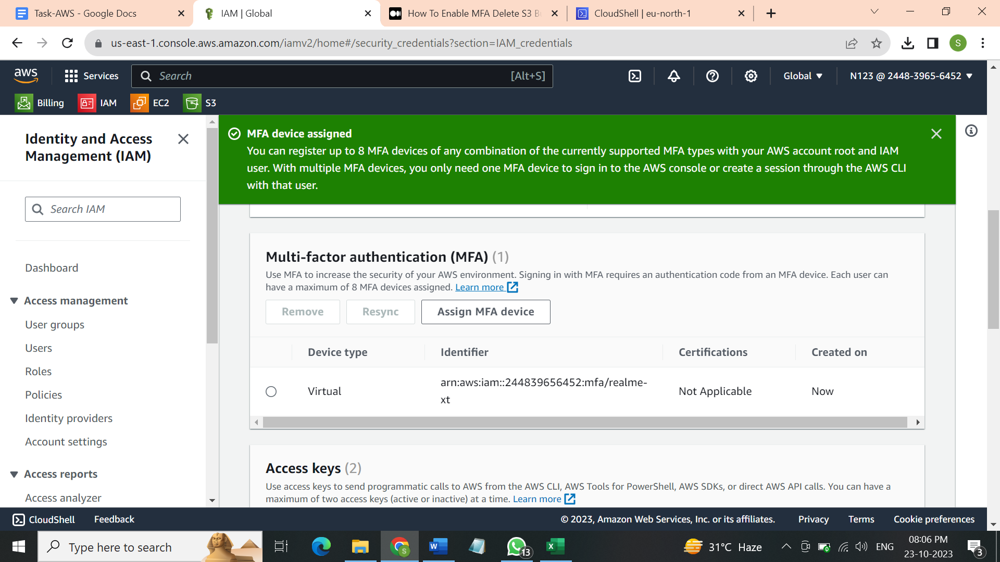 Task-AWS - Google Docs
IAM | Global
How To Enable MFA Delete S3 B
CloudShell | eu-north-1
us-east-1.console.aws.amazon.com/iamv2/home#/security_credentials?section=IAM_credentials
S
aws
Services
Search
[Alt+S]
Global
N123 @ 2448-3965-6452
Billing
IAM
EC2
S3
Identity and Access
Management (IAM)
Search IAM
Dashboard
Access management
User groups
Users
Roles
Policies
Identity providers
Account settings
Access reports
Access analyzer
MFA device assigned
You can register up to 8 MFA devices of any combination of the currently supported MFA types with your AWS account root and IAM
user. With multiple MFA devices, you only need one MFA device to sign in to the AWS console or create a session through the AWS CLI
with that user.
Multi-factor authentication (MFA) (1)
Use MFA to increase the security of your AWS environment. Signing in with MFA requires an authentication code from an MFA device. Each user can
have a maximum of 8 MFA devices assigned. Learn more
Remove
Resync
Assign MFA device
Device type
Identifier
Certifications
Created on
Virtual
arn:aws:iam::244839656452:mfa/realme-
xt
Not Applicable
Now
Access keys (2)
Use access keys to send programmatic calls to AWS from the AWS CLI, AWS Tools for PowerShell, AWS SDKs, or direct AWS API calls. You can have a
maximum of two access keys (active or inactive) at a time. Learn more
CloudShell
Feedback
© 2023, Amazon Web Services, Inc. or its affiliates.
Privacy
Terms
Cookie preferences
Type here to search
S
W
13
X
31°C Haze
ENG
08:06 PM
23-10-2023
3